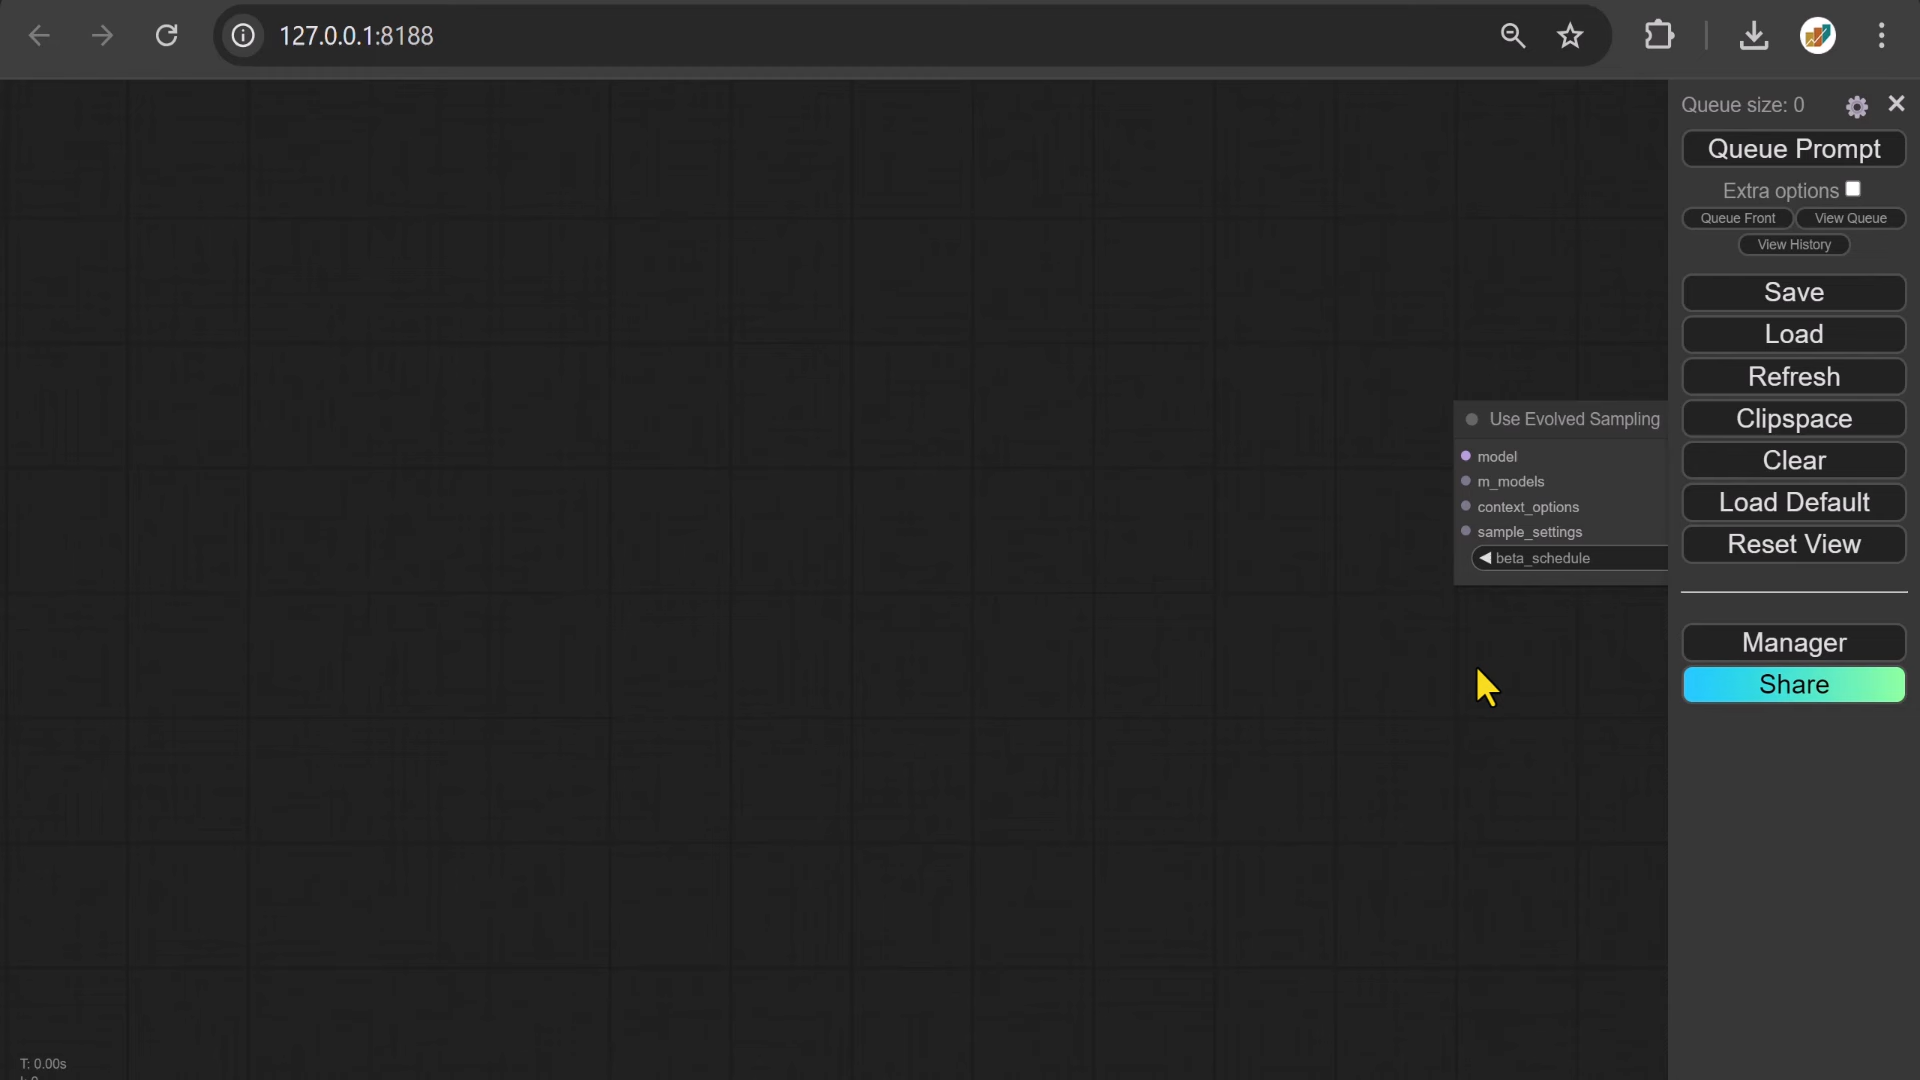 127.0.0.1:8188
Queue size: 0
Queue Prompt
Extra options
Queue Front View Queue
View History
Save
Load
Refresh
Clipspace
Clear
Load Default
Reset View
Manager
Share
Use Evolved Sampling
model
m_models
context_options
sample_settings
beta_schedule
T: 0.00s